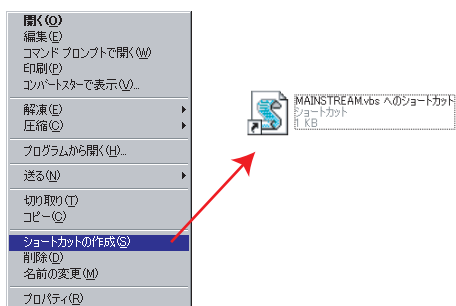 開く(O)
編集(E)
コマンド プロンプトで開く(W)
印刷(P)
コンバートスターで表示(V)...
解凍(E)
圧縮(C)
プログラムから開く(H)...
送る(N)
切り取り(T)
コピー(C)
ショートカットの作成(S)
削除(D)
名前の変更(M)
プロパティ(R)
MAINSTREAM.vbs へのショートカット
ショートカット
1 KB